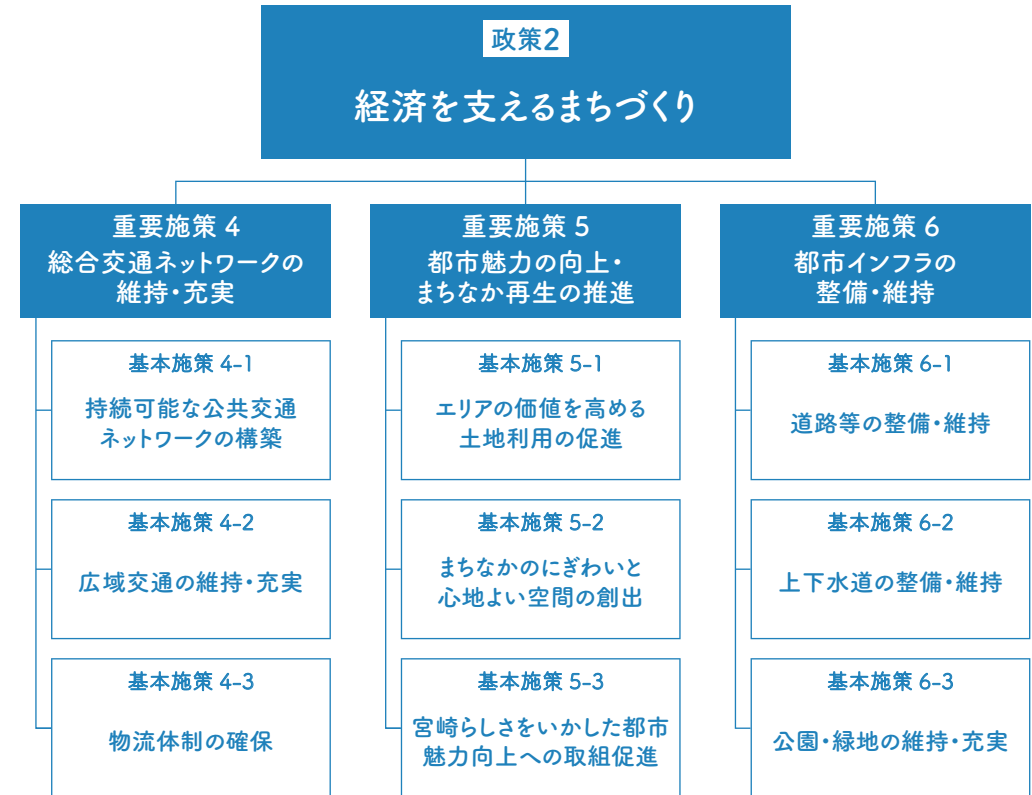 政策2
経済を支えるまちづくり
重要施策 4
総合交通ネットワークの
維持・充実
基本施策 4-1
持続可能な公共交通
ネットワークの構築
基本施策 4-2
広域交通の維持・充実
基本施策 4-3
物流体制の確保
重要施策 5
都市魅力の向上・
まちなか再生の推進
基本施策 5-1
エリアの価値を高める
土地利用の促進
基本施策 5-2
まちなかのにぎわいと
心地よい空間の創出
基本施策 5-3
宮崎らしさをいかした都市
魅力向上への取組促進
重要施策 6
都市インフラの
整備・維持
基本施策 6-1
道路等の整備・維持
基本施策 6-2
上下水道の整備・維持
基本施策 6-3
公園・緑地の維持・充実